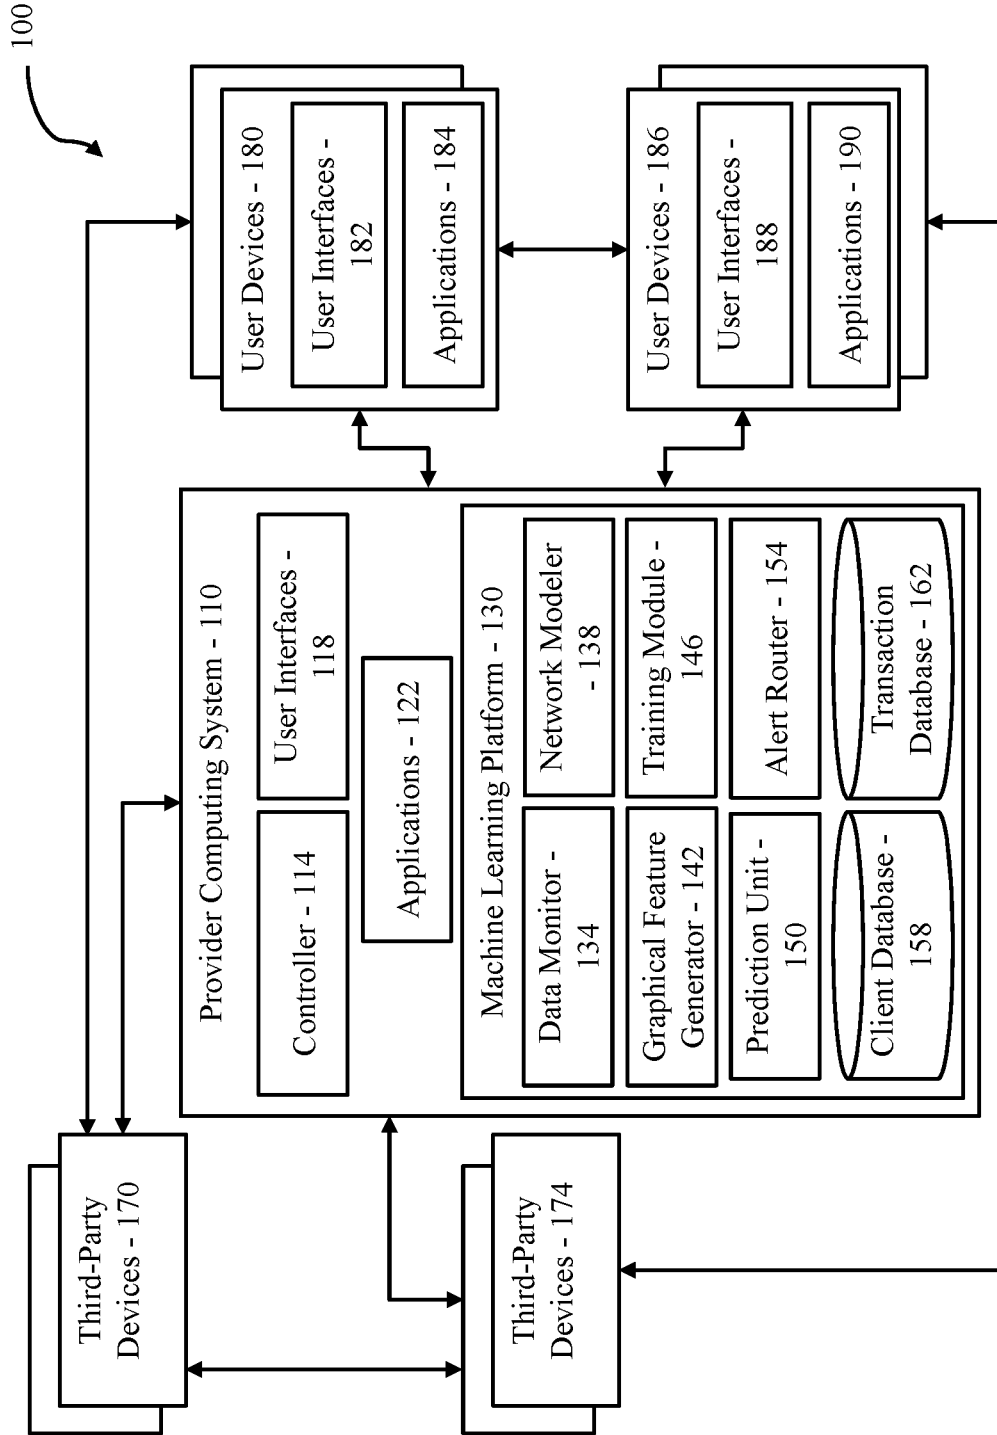 100
Third-Party
Devices - 170
Third-Party
Devices - 174
Provider Computing System - 110
Controller - 114
User Interfaces -
118
Applications - 122
Machine Learning Platform - 130
Data Monitor -
134
Network Modeler
- 138
Graphical Feature
Generator - 142
Training Module -
146
Prediction Unit -
150
Alert Router - 154
Client Database -
158
Transaction
Database - 162
User Devices - 180
User Interfaces -
182
Applications - 184
User Devices - 186
User Interfaces -
188
Applications - 190